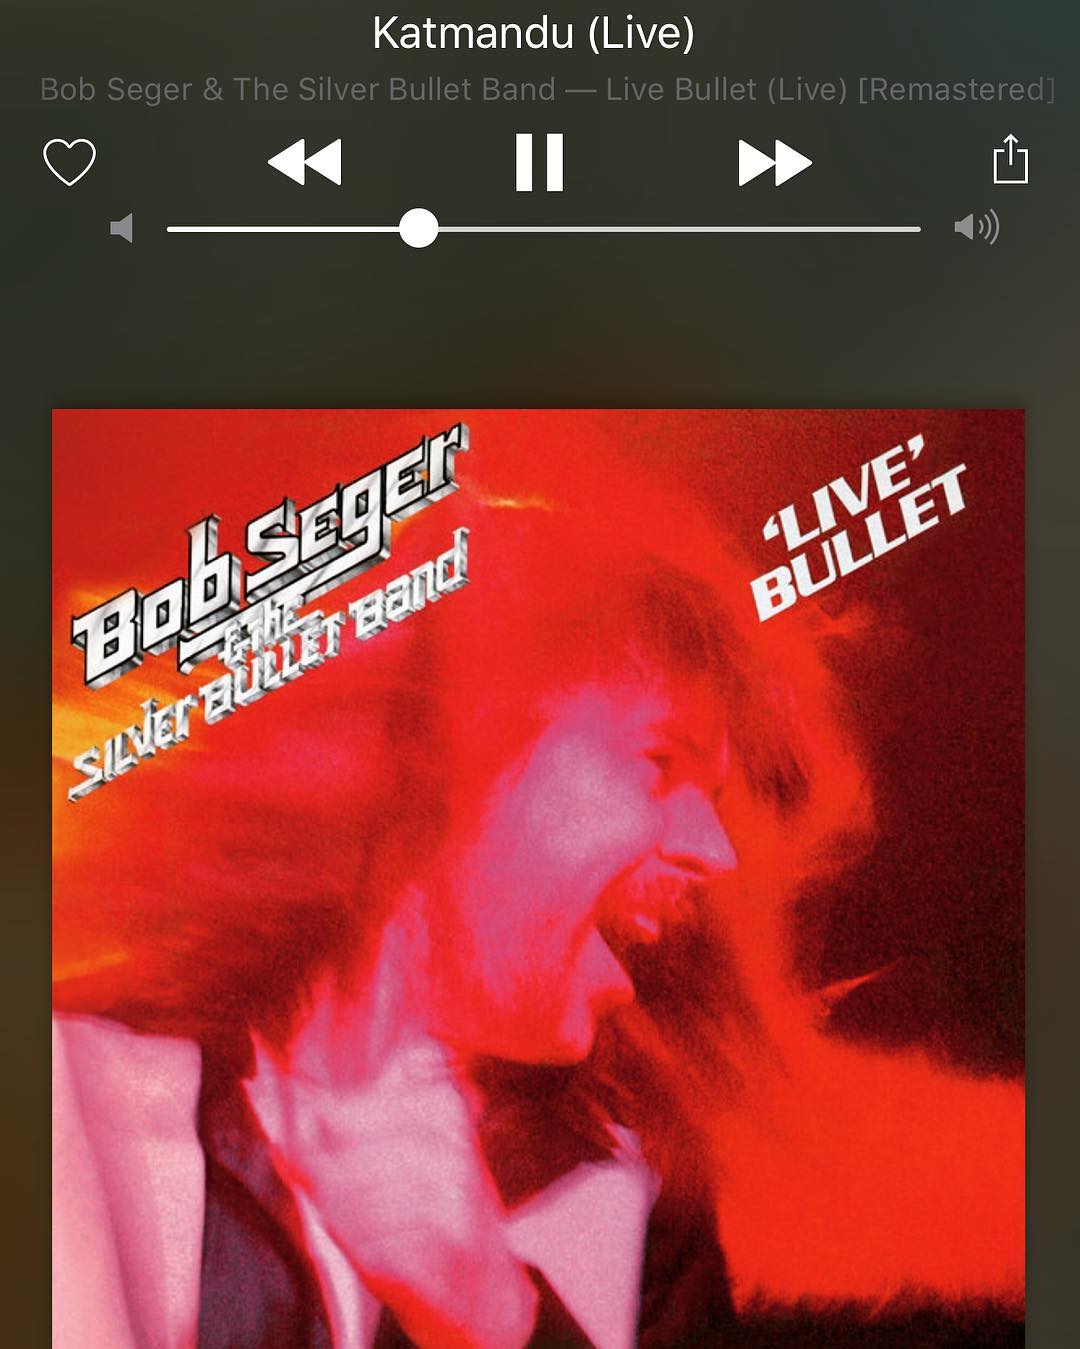 Katmandu (Live)
Bob Seger & The Silver Bullet Band — Live Bullet (Live) [Remastered]
Bob Seger
& THE
SILVER BULLET Band
‘LIVE’
BULLET